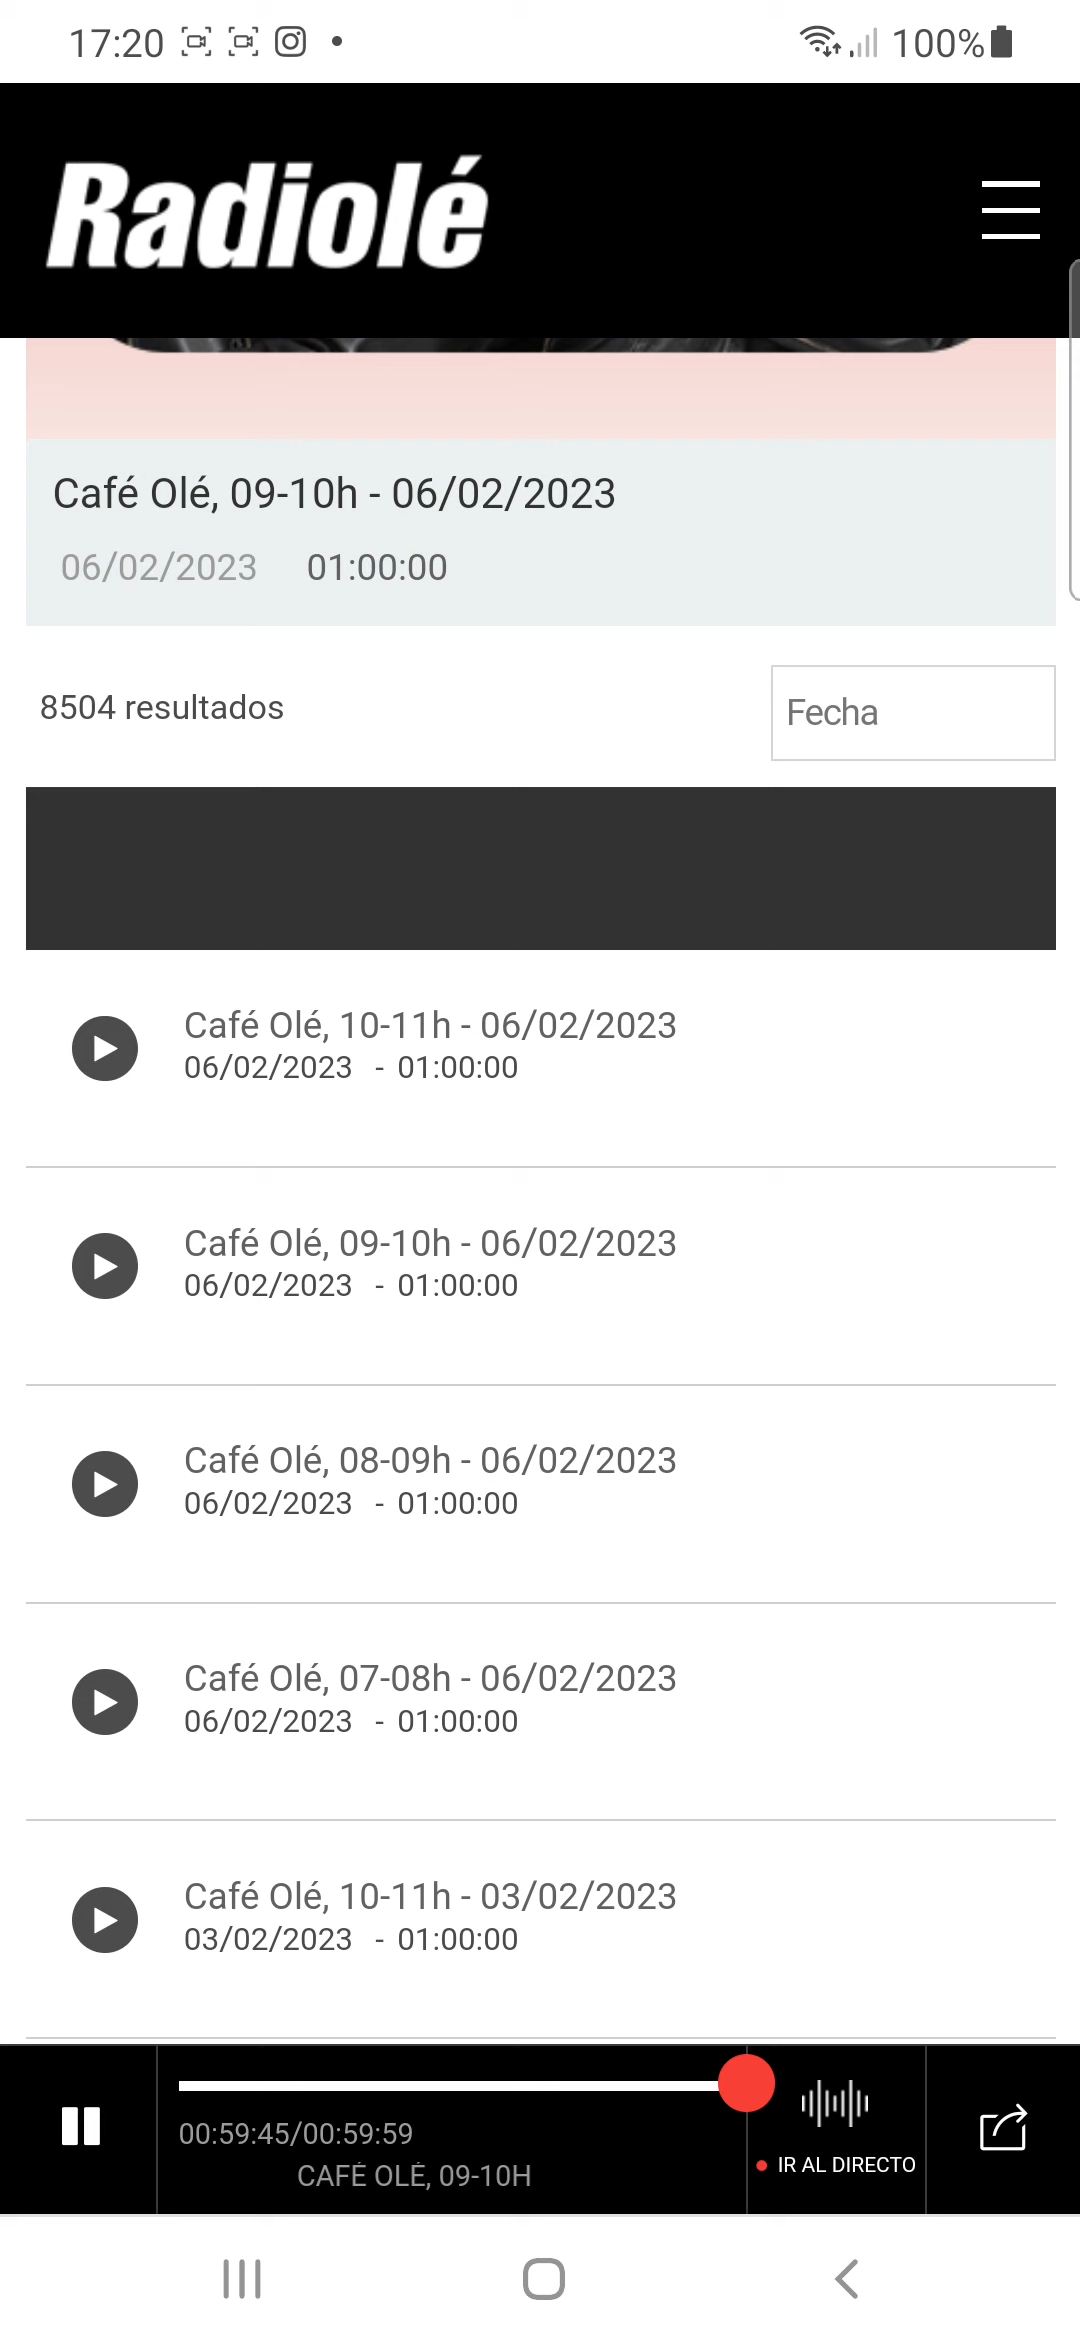 17:20
100%
Radiolé
Café Olé, 09-10h - 06/02/2023
06/02/2023 01:00:00
8504 resultados
Fecha
Café Olé, 10-11h - 06/02/2023
06/02/2023 - 01:00:00
Café Olé, 09-10h - 06/02/2023
06/02/2023 - 01:00:00
Café Olé, 08-09h - 06/02/2023
06/02/2023 - 01:00:00
Café Olé, 07-08h - 06/02/2023
06/02/2023 - 01:00:00
Café Olé, 10-11h - 03/02/2023
03/02/2023 - 01:00:00
00:59:45/00:59:59
CAFÉ OLÉ, 09-10H
IR AL DIRECTO